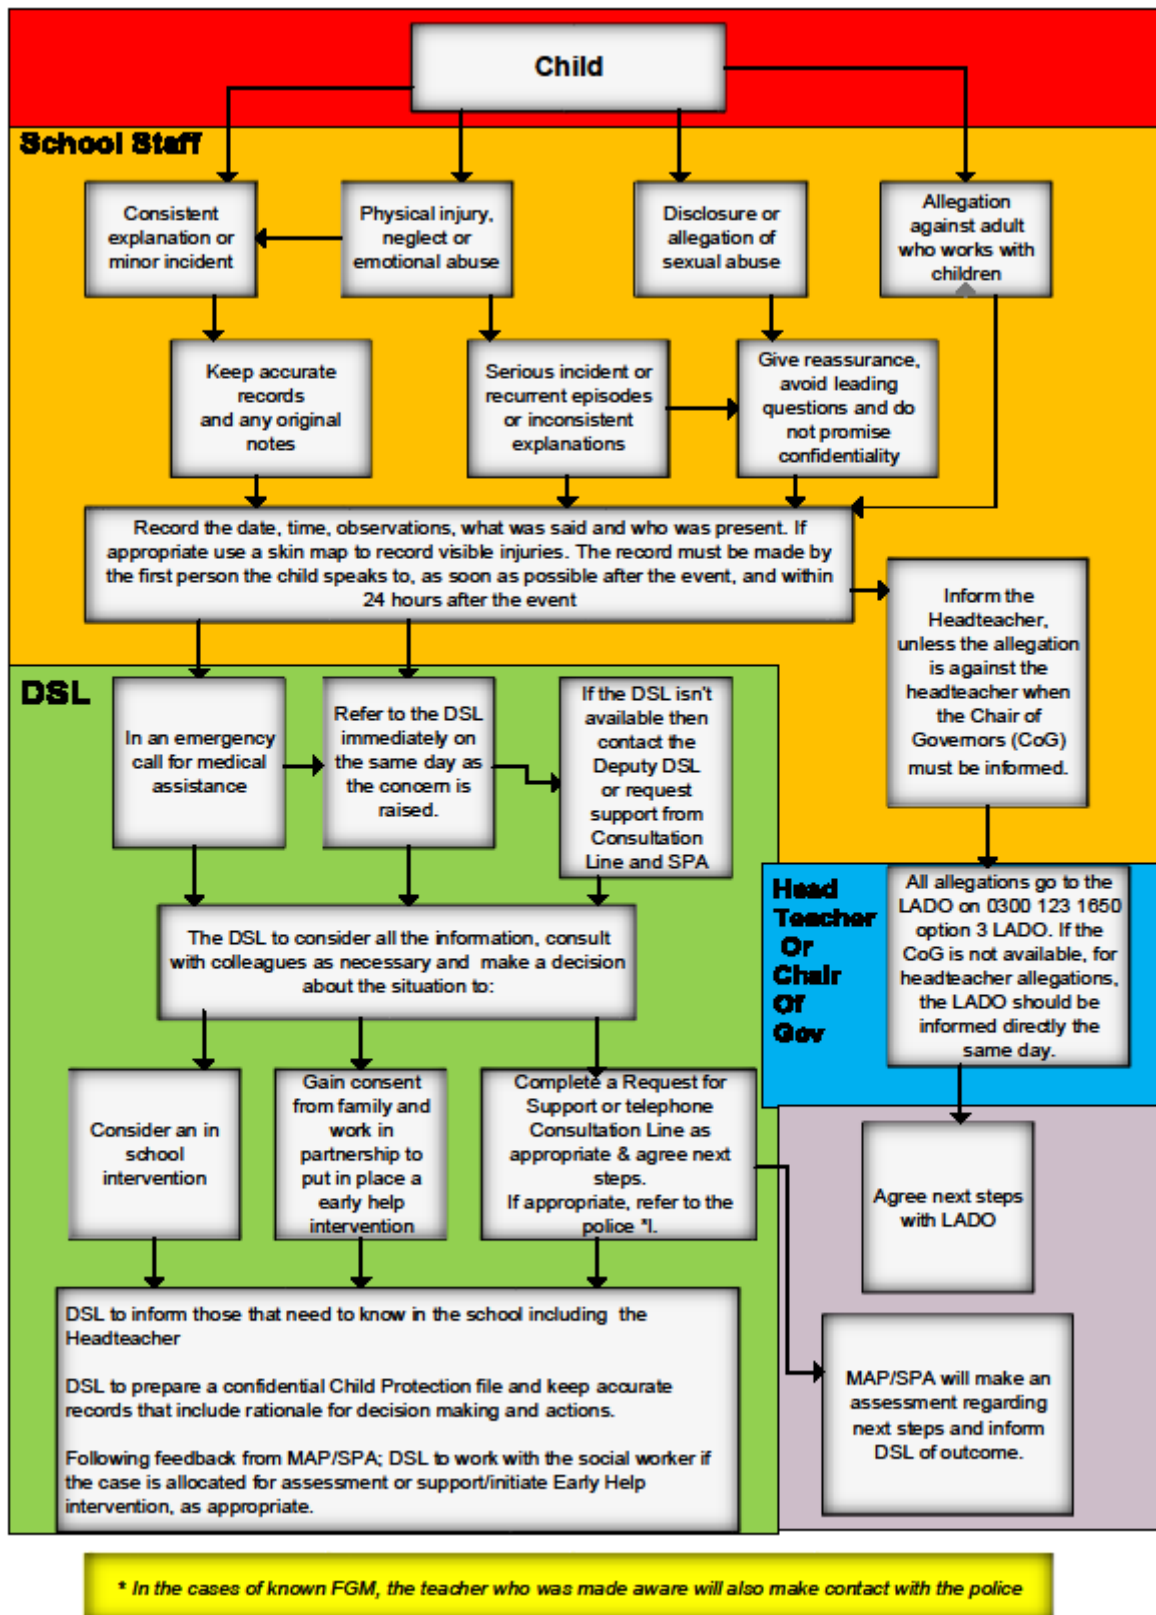 Child
School Staff
Consistent
explanation or
minor incident
Physical injury,
neglect or
emotional abuse
Disclosure or
allegation of
sexual abuse
Allegation
against adult
who works with
children
Keep accurate
records
and any original
notes
Serious incident or
recurrent episodes
or inconsistent
explanations
Give reassurance,
avoid leading
questions and do
not promise
confidentiality
Record the date, time, observations, what was said and who was present. If
appropriate use a skin map to record visible injuries. The record must be made by
the first person the child speaks to, as soon as possible after the event, and within
24 hours after the event
Inform the
Headteacher,
unless the allegation
is against the
headteacher when
the Chair of
Governors (CoG)
must be informed.
DSL
In an emergency
call for medical
assistance
Refer to the DSL
immediately on
the same day as
the concern is
raised.
If the DSL isn't
available then
contact the
Deputy DSL
or request
support from
Consultation
Line and SPA
Head
Teacher
Or
Chair
Of
Gov
All allegations go to the
LADO on 0300 123 1650
option 3 LADO. If the
CoG is not available, for
headteacher allegations,
the LADO should be
informed directly the
same day.
The DSL to consider all the information, consult
with colleagues as necessary and make a decision
about the situation to:
Consider an in
school
intervention
Gain consent
from family and
work in
partnership to
put in place a
early help
intervention
Complete a Request for
Support or telephone
Consultation Line as
appropriate & agree next
steps.
If appropriate, refer to the
police *I.
Agree next steps
with LADO
DSL to inform those that need to know in the school including the
Headteacher
DSL to prepare a confidential Child Protection file and keep accurate
records that include rationale for decision making and actions.
Following feedback from MAP/SPA; DSL to work with the social worker if
the case is allocated for assessment or support/initiate Early Help
intervention, as appropriate.
MAP/SPA will make an
assessment regarding
next steps and inform
DSL of outcome.
* In the cases of known FGM, the teacher who was made aware will also make contact with the police